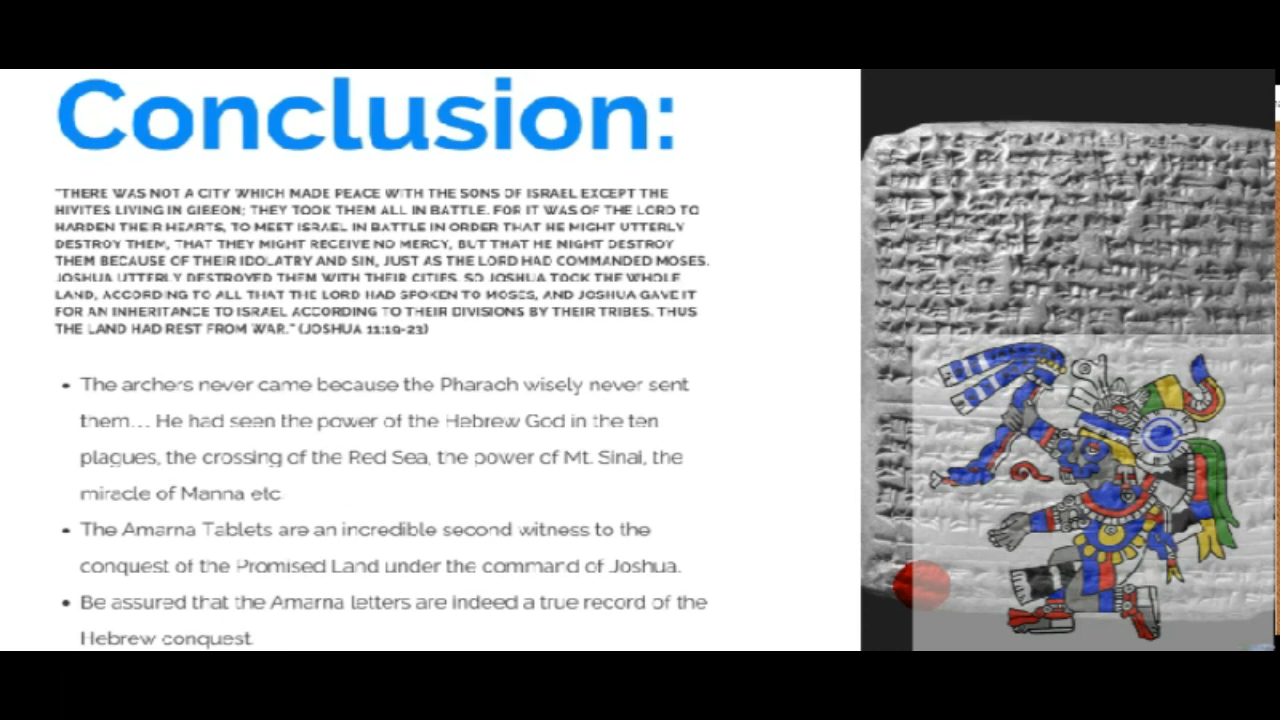 Conclusion:
"THERE WAS NOT A CITY WHICH MADE PEACE WITH THE SONS OF ISRAEL EXCEPT THE
HIVITES LIVING IN GIBEON; THEY TOOK THEM ALL IN BATTLE. FOR IT WAS OF THE LORD TO
HARDEN THEIR HEARTS, TO MEET ISRAEL IN BATTLE IN ORDER THAT HE MIGHT UTTERLY
DESTROY THEM, THAT THEY MIGHT RECEIVE NO MERCY, BUT THAT HE MIGHT DESTROY
THEM BECAUSE OF THEIR IDOLATRY AND SIN, JUST AS THE LORD HAD COMMANDED MOSES.
JOSHUA UTTERLY DESTROYED THEM WITH THEIR CITIES. SO JOSHUA TOOK THE WHOLE
LAND, ACCORDING TO ALL THAT THE LORD HAD SPOKEN TO MOSES, AND JOSHUA GAVE IT
FOR AN INHERITANCE TO ISRAEL ACCORDING TO THEIR DIVISIONS BY THEIR TRIBES. THUS
THE LAND HAD REST FROM WAR." (JOSHUA 11:19-23)
• The archers never came because the Pharaoh wisely never sent
them... He had seen the power of the Hebrew God in the ten
plagues, the crossing of the Red Sea, the power of Mt. Sinai, the
miracle of Manna etc.
• The Amarna Tablets are an incredible second witness to the
conquest of the Promised Land under the command of Joshua.
• Be assured that the Amarna letters are indeed a true record of the
Hebrew conquest.